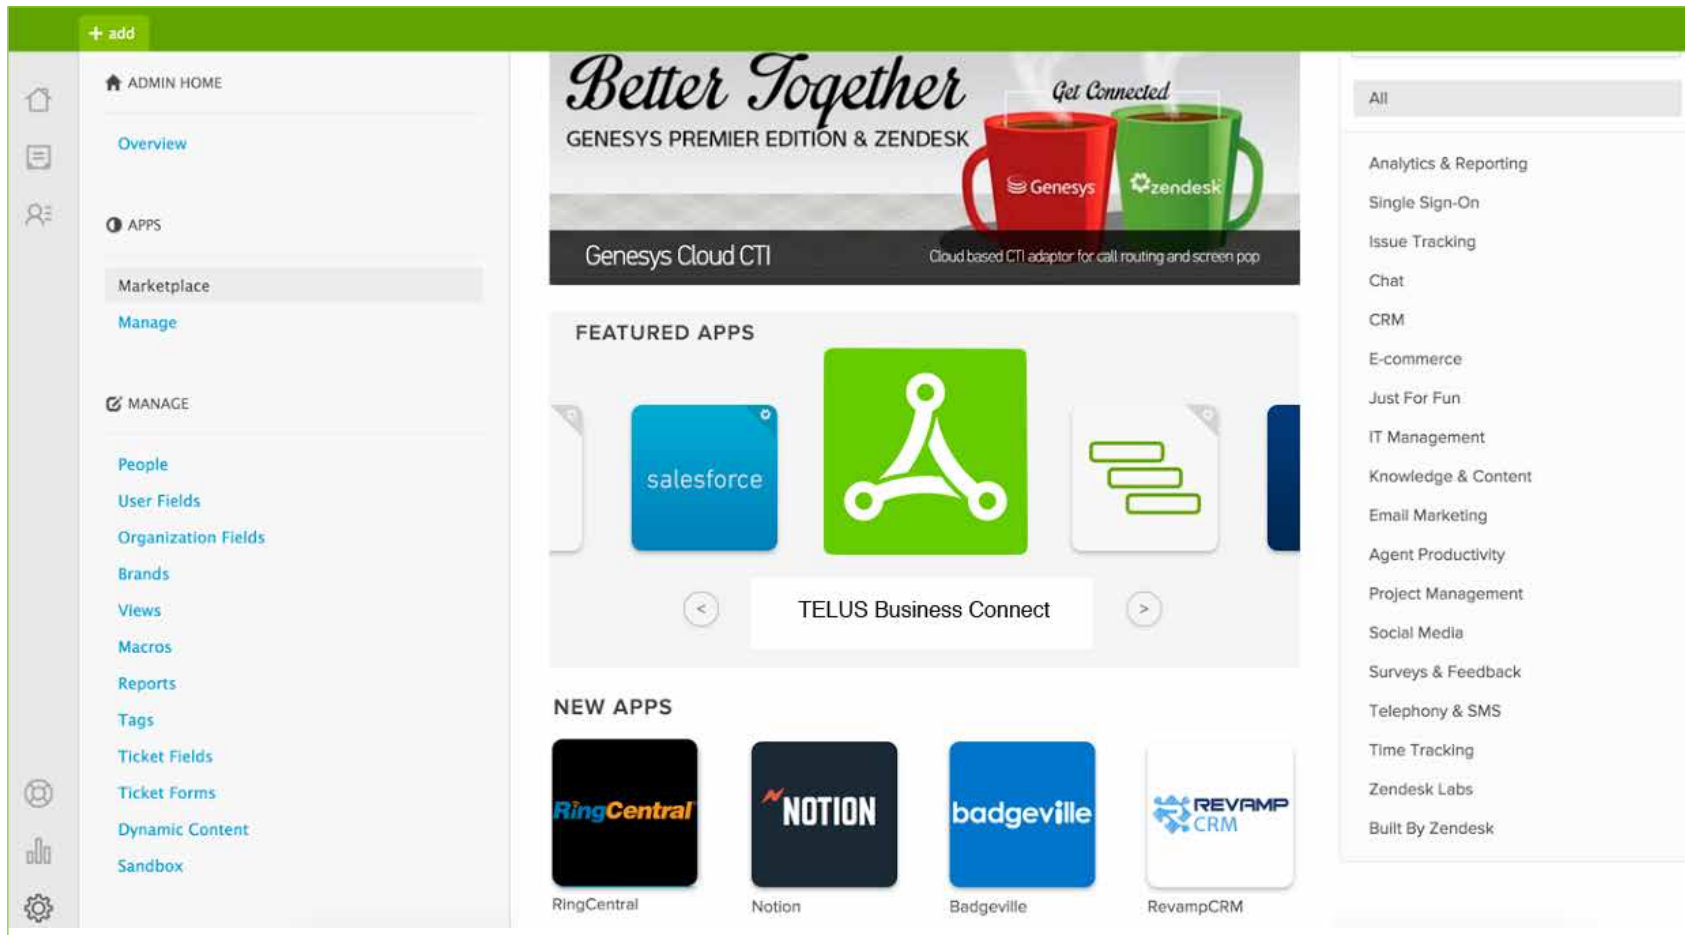 + add
ADMIN HOME
Overview
APPS
Marketplace
Manage
MANAGE
People
User Fields
Organization Fields
Brands
Views
Macros
Reports
Tags
Ticket Fields
Ticket Forms
Dynamic Content
Sandbox
Better Together
GENESYS PREMIER EDITION & ZENDESK
Get Connected
Genesys
zendesk
Genesys Cloud CTI
Cloud based CTI adaptor for call routing and screen pop
FEATURED APPS
salesforce
<
TELUS Business Connect
>
NEW APPS
RingCentral
NOTION
badgeville
REVAMP
CRM
RingCentral
Notion
Badgeville
RevampCRM
All
Analytics & Reporting
Single Sign-On
Issue Tracking
Chat
CRM
E-commerce
Just For Fun
IT Management
Knowledge & Content
Email Marketing
Agent Productivity
Project Management
Social Media
Surveys & Feedback
Telephony & SMS
Time Tracking
Zendesk Labs
Built By Zendesk